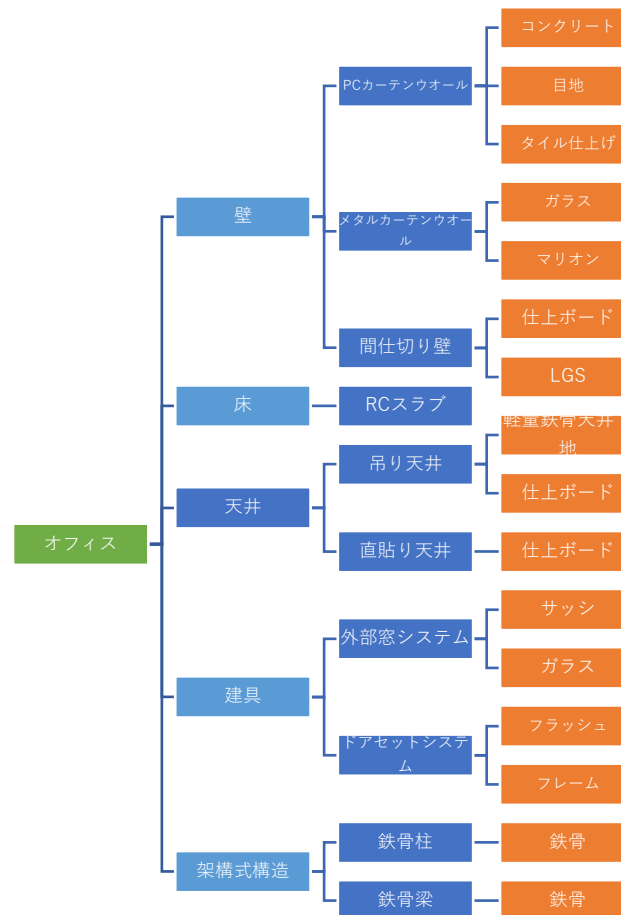 オフィス
壁
PCカーテンウオール
コンクリート
目地
タイル仕上げ
メタルカーテンウオー
ル
ガラス
マリオン
間仕切り壁
仕上ボード
LGS
床
RCスラブ
天井
吊り天井
軽量鉄骨天井
地
仕上ボード
直貼り天井
仕上ボード
建具
外部窓システム
サッシ
ガラス
ドアセットシステ
ム
フラッシュ
フレーム
架構式構造
鉄骨柱
鉄骨
鉄骨梁
鉄骨